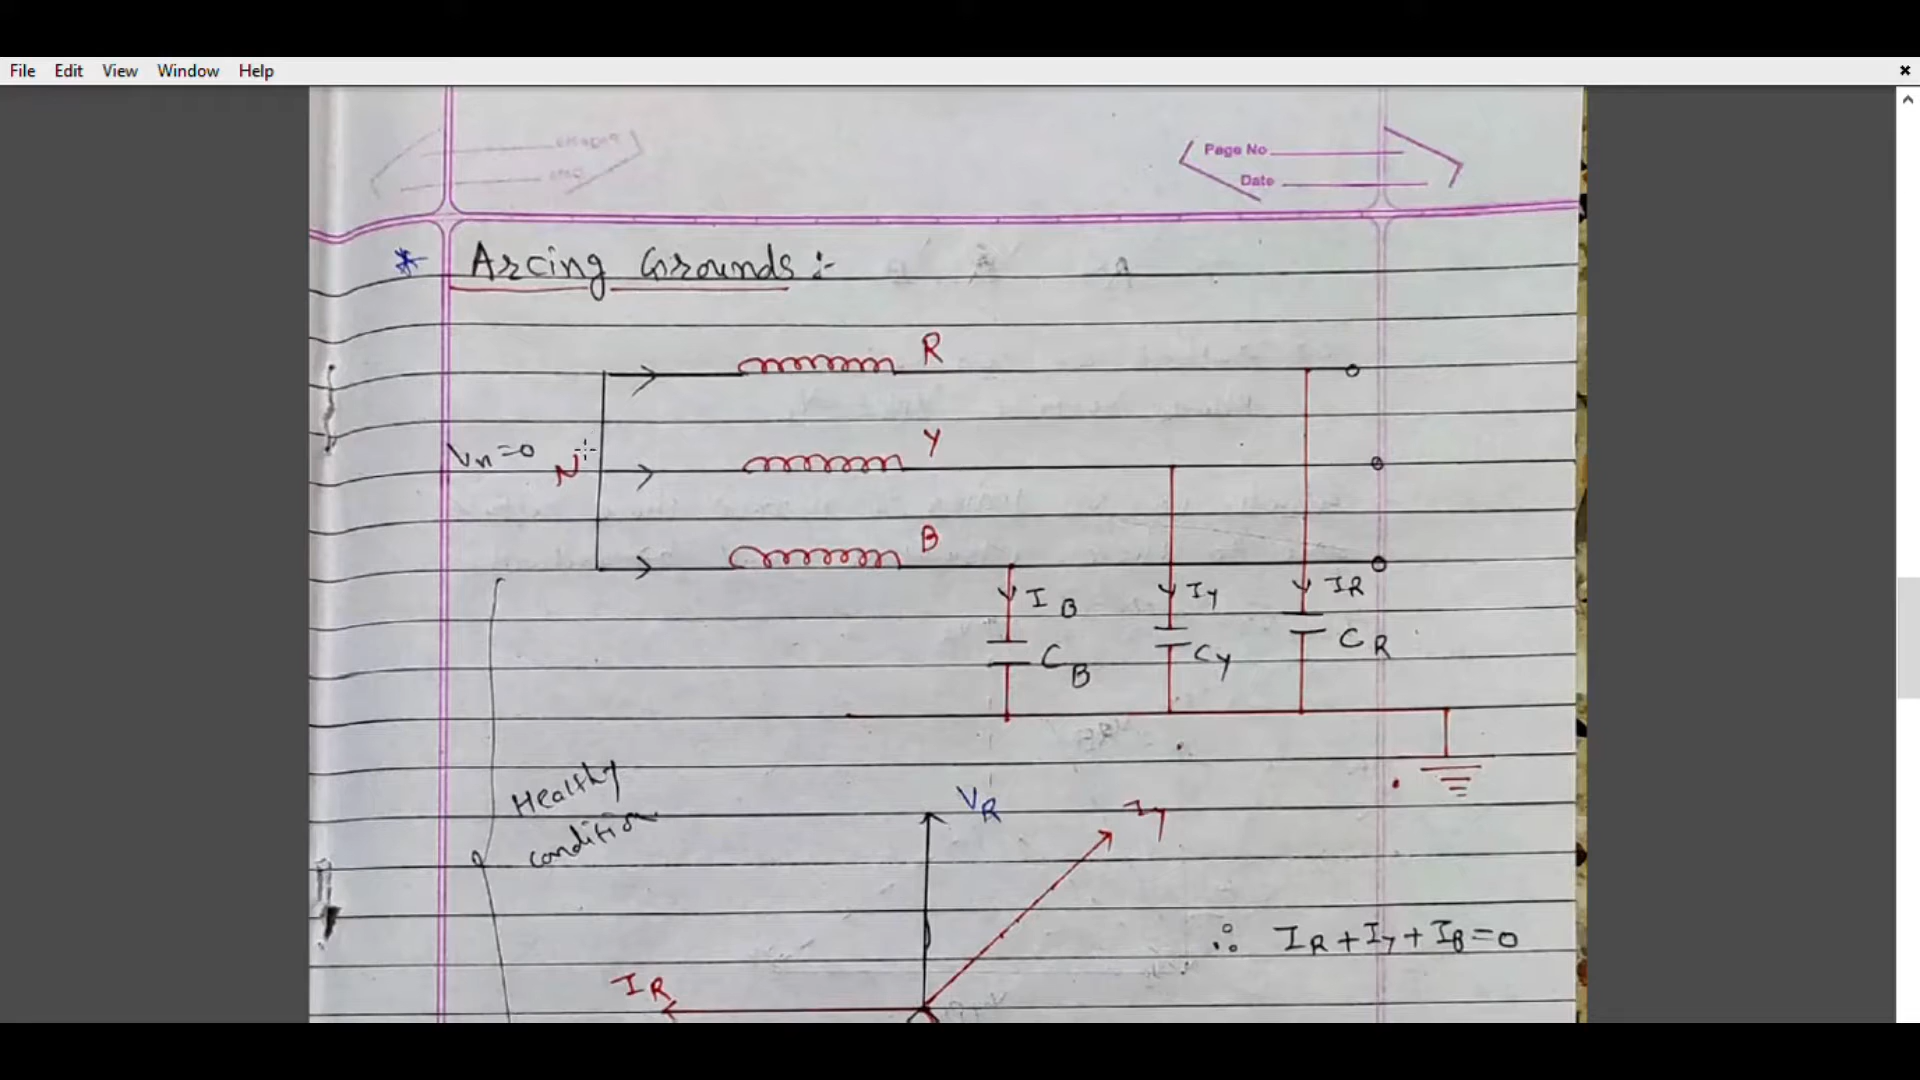 File Edit View Window Help
Page No
Date
* Arcing Grounds :-
R
Vn=0 N Y
B
IB IY IR
CB CY CR
Healthy
condition
VR IY
∴ IR+IY+IB=0
IR